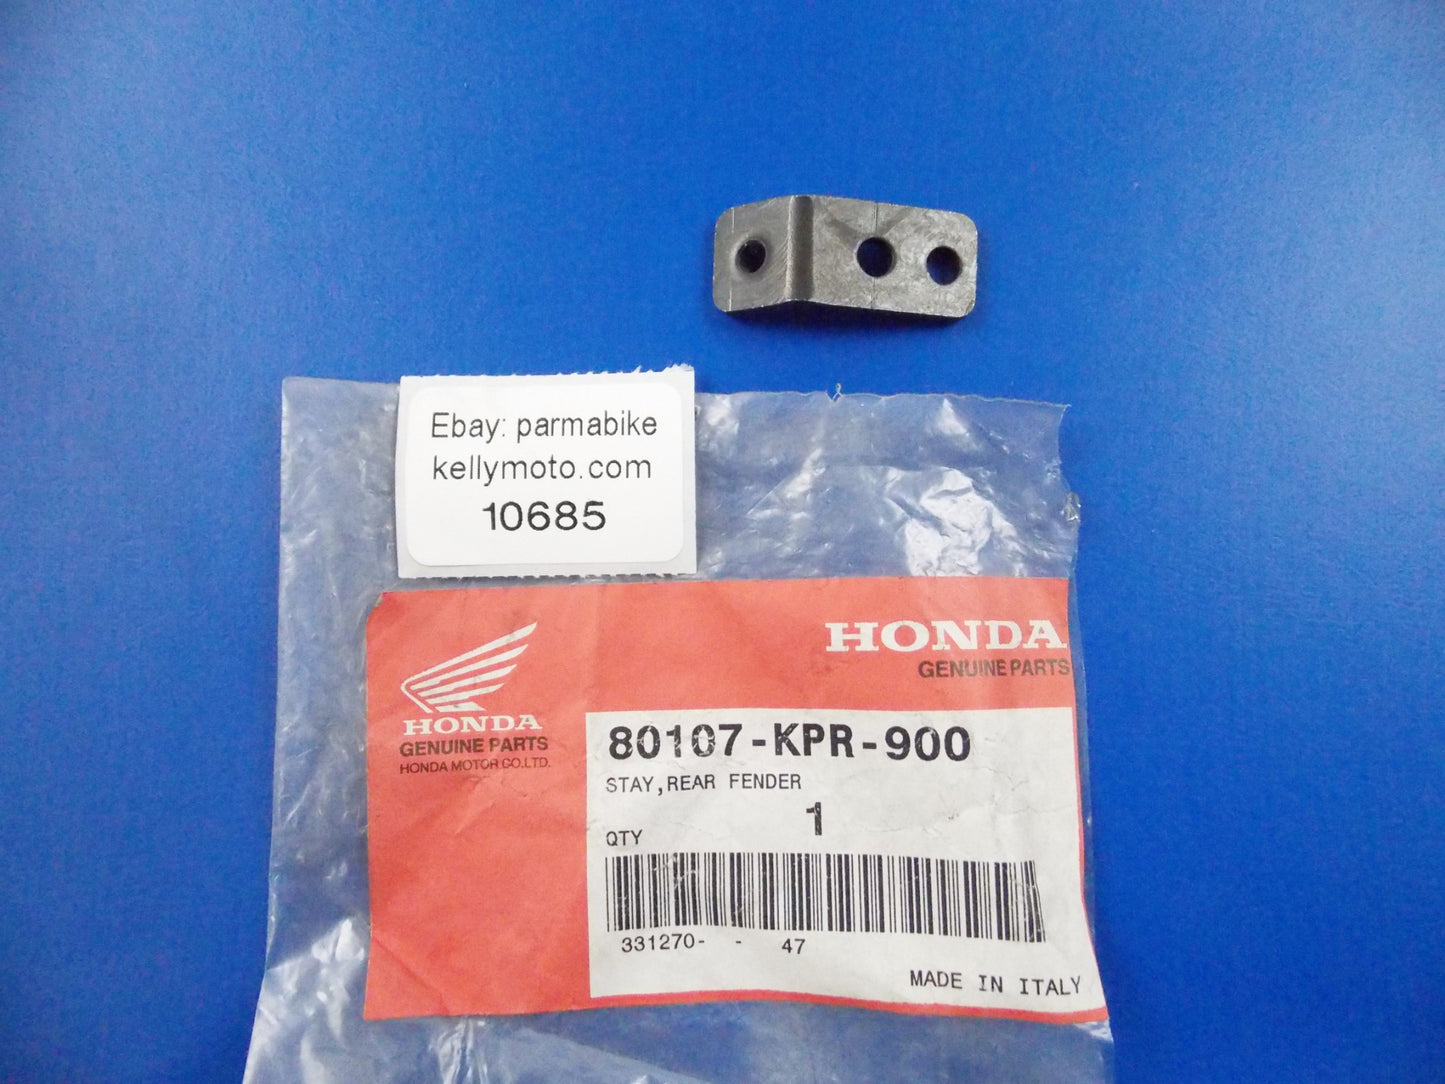 Ebay: parmabike
kellymoto.com
10685
HONDA
GENUINE PARTS
HONDA
GENUINE PARTS
HONDA MOTOR CO.LTD.
80107-KPR-900
STAY,REAR FENDER
1
QTY
331270- - 47
MADE IN ITALY